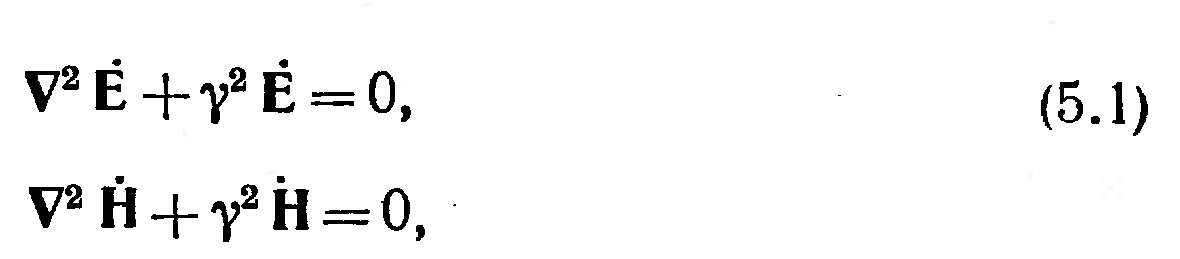 ∇² Ė + γ² Ė = 0, (5.1)
∇² Ḣ + γ² Ḣ = 0,